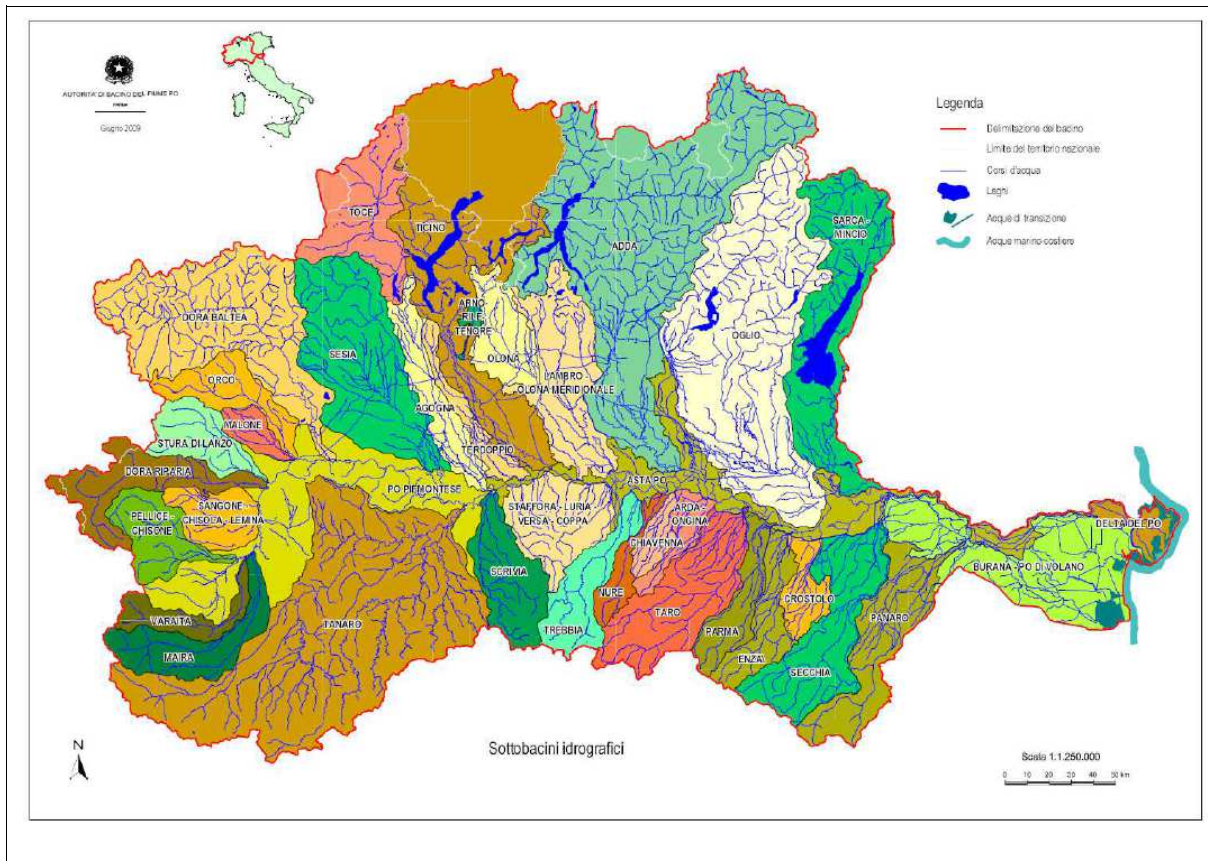 AUTORITA' DI BACINO DEL FIUME PO
PARMA
Giugno 2009
Legenda
Delimitazione del bacino
Limite del territorio nazionale
Corsi d'acqua
Laghi
Acque di transizione
Acque marino-costiere
TOCE
TICINO
ADDA
SARCA -
MINCIO
DORA BALTEA
ARNO
RILE
TENORE
SESIA
OLONA
OGLIO
LAMBRO -
OLONA MERIDIONALE
ORCO
AGOGNA
MALONE
STURA DI LANZO
TERDOPPIO
DORA RIPARIA
ASTA PO
PO PIEMONTESE
PELLICE -
CHISONE
SANGONE -
CHISOLA - LEMINA
STAFFORA - LURIA -
VERSA - COPPA
ARDA -
ONGINA
CHIAVENNA
DELTA DEL PO
BURANA - PO DI VOLANO
SCRIVIA
NURE
CROSTOLO
VARAITA
TANARO
TREBBIA
TARO
PARMA
PANARO
MAIRA
ENZA
SECCHIA
N
Sottobacini idrografici
Scala 1:1.250.000
0 10 20 30 40 50 km